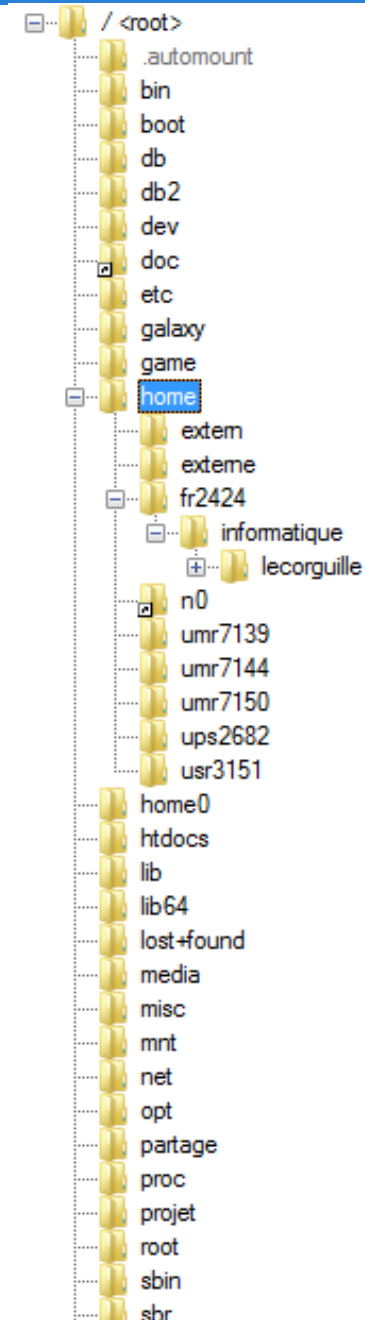 / <root>
.automount
bin
boot
db
db2
dev
doc
etc
galaxy
game
home
extern
externe
fr2424
informatique
lecorguille
n0
umr7139
umr7144
umr7150
ups2682
usr3151
home0
htdocs
lib
lib64
lost+found
media
misc
mnt
net
opt
partage
proc
projet
root
sbin
sbr